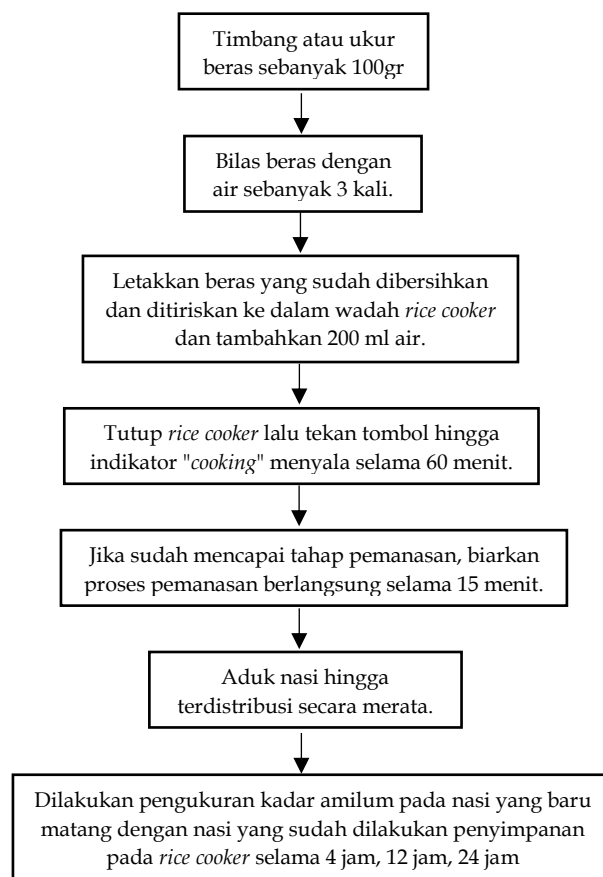 Timbang atau ukur
beras sebanyak 100gr
Bilas beras dengan
air sebanyak 3 kali.
Letakkan beras yang sudah dibersihkan
dan ditiriskan ke dalam wadah rice cooker
dan tambahkan 200 ml air.
Tutup rice cooker lalu tekan tombol hingga
indikator "cooking" menyala selama 60 menit.
Jika sudah mencapai tahap pemanasan, biarkan
proses pemanasan berlangsung selama 15 menit.
Aduk nasi hingga
terdistribusi secara merata.
Dilakukan pengukuran kadar amilum pada nasi yang baru
matang dengan nasi yang sudah dilakukan penyimpanan
pada rice cooker selama 4 jam, 12 jam, 24 jam